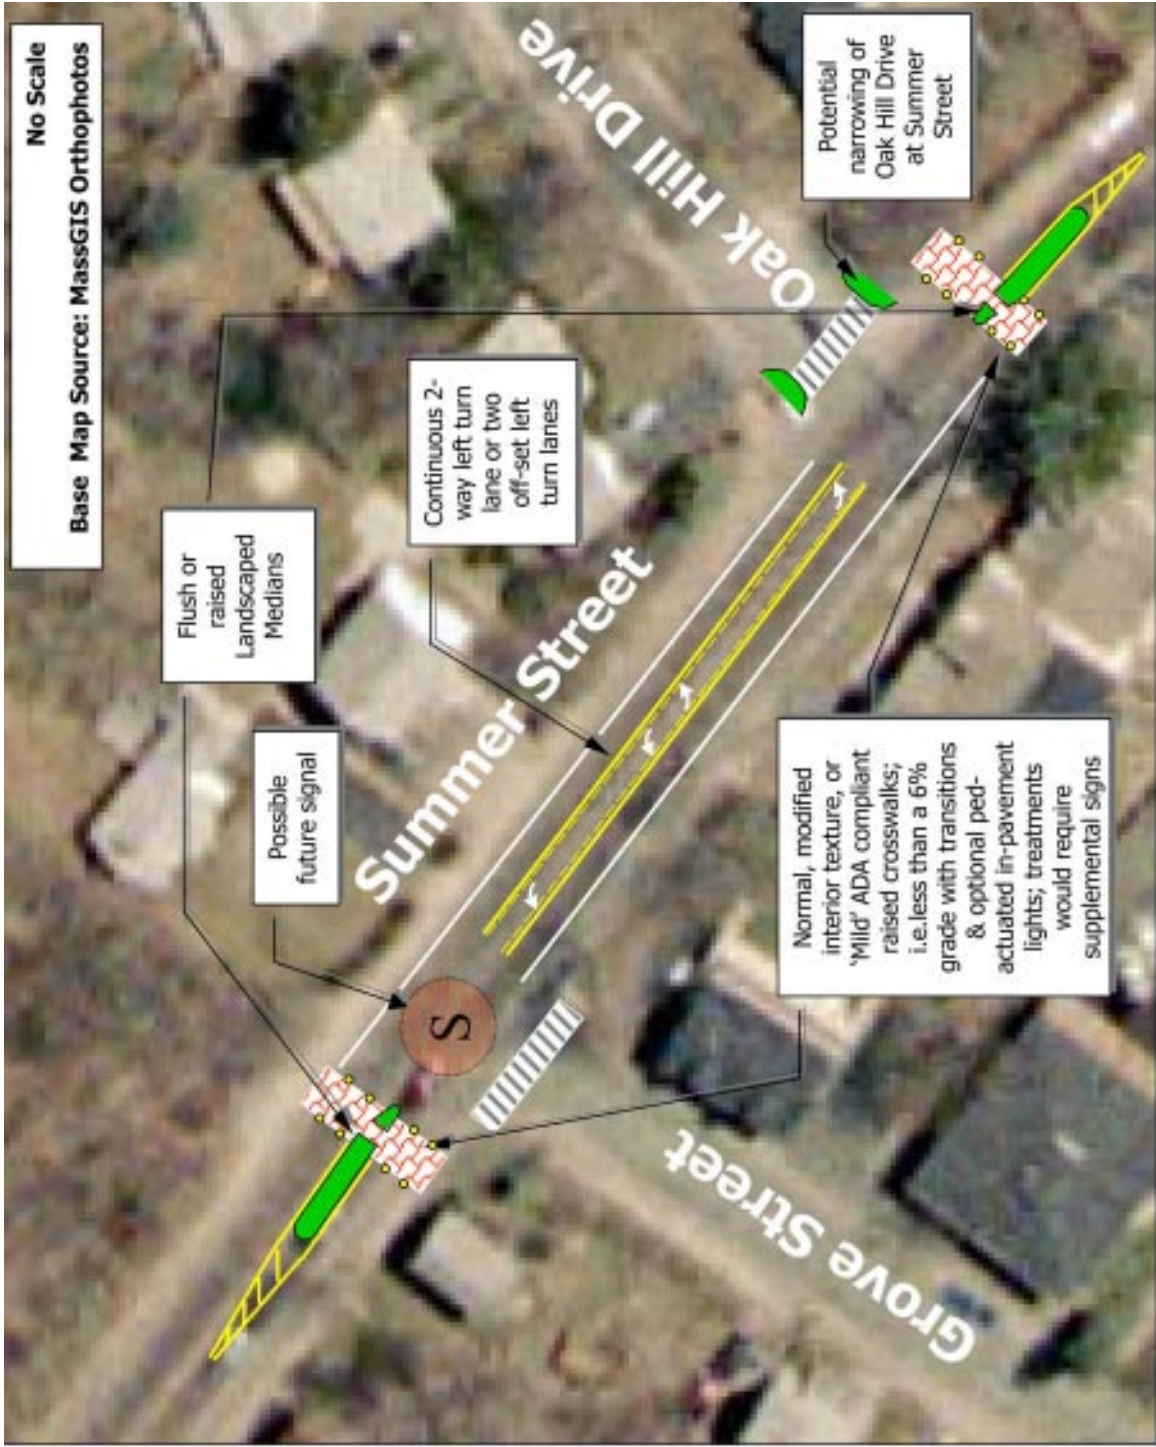 No Scale
Base Map Source: MassGIS Orthophotos
Flush or
raised
Landscaped
Medians
Possible
future signal
Continuous 2-
way left turn
lane or two
off-set left
turn lanes
Potential
narrowing of
Oak Hill Drive
at Summer
Street
Oak Hill Drive
Summer Street
S
Grove Street
Normal, modified
interior texture, or
‘Mild’ ADA compliant
raised crosswalks;
i.e.less than a 6%
grade with transitions
& optional ped-
actuated in-pavement
lights; treatments
would require
supplemental signs